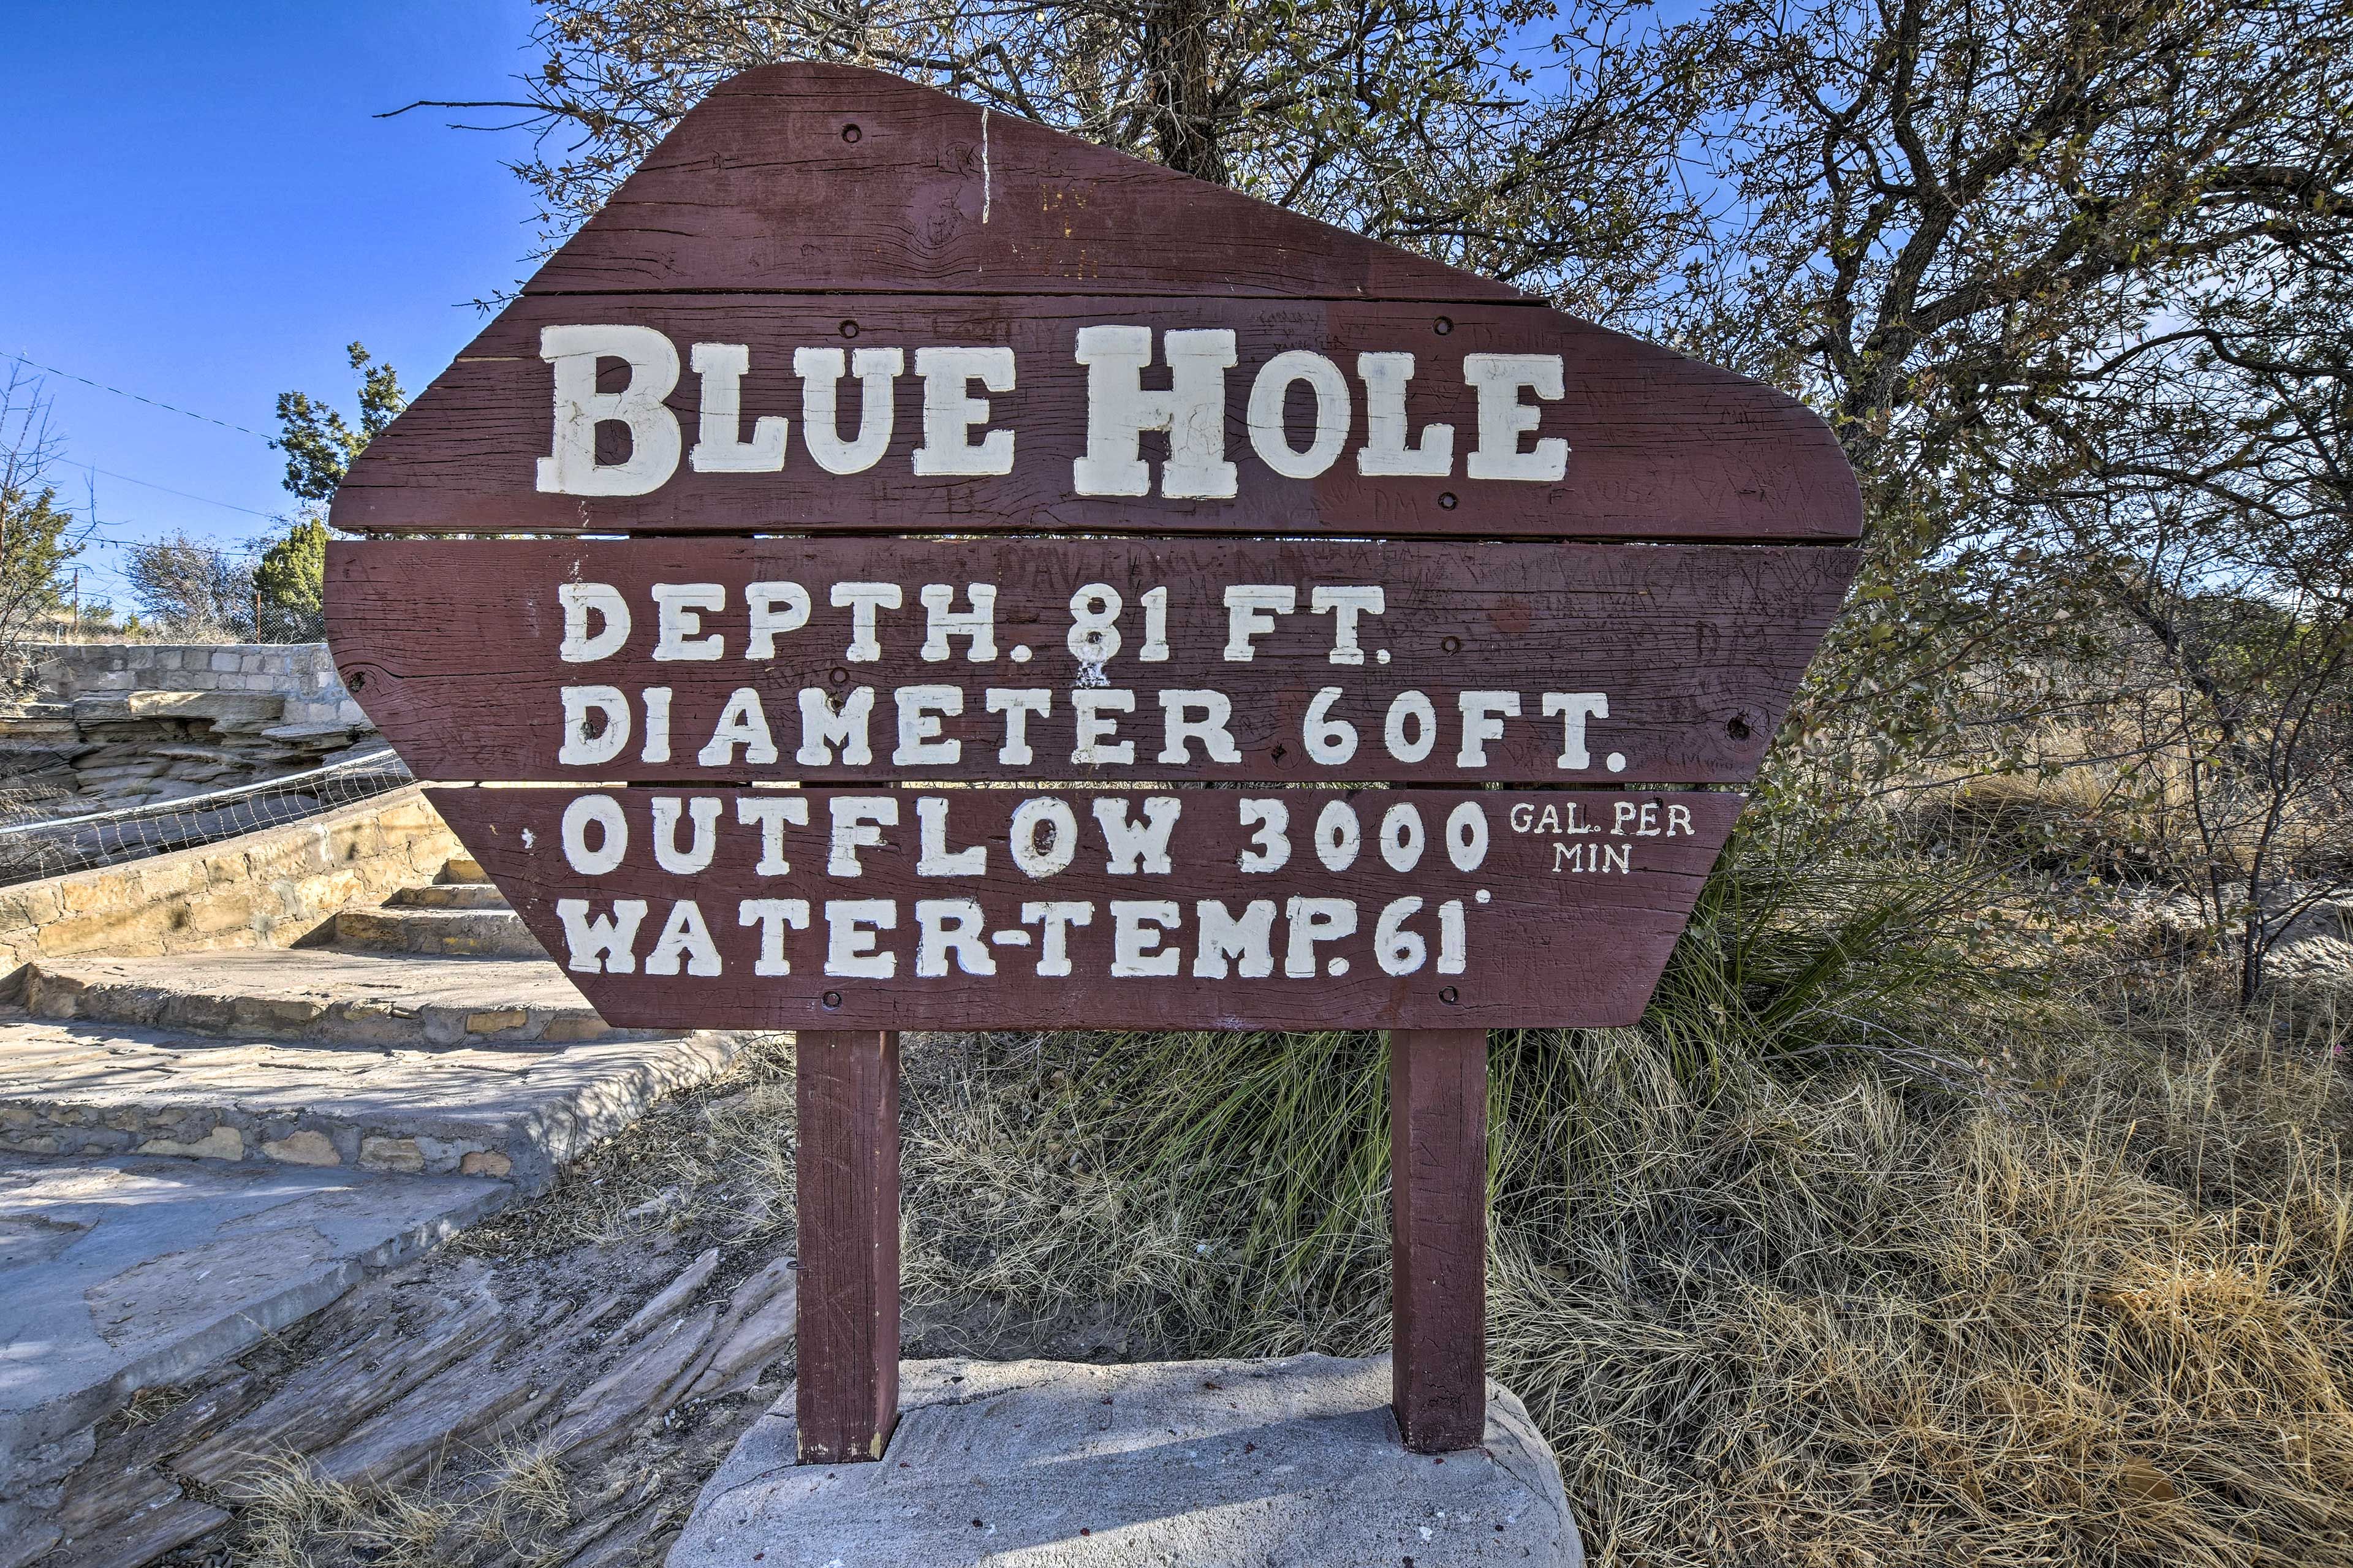 BLUE HOLE
DEPTH. 81 FT.
DIAMETER 60FT.
OUTFLOW 3000 GAL. PER
MIN
WATER-TEMP. 61°